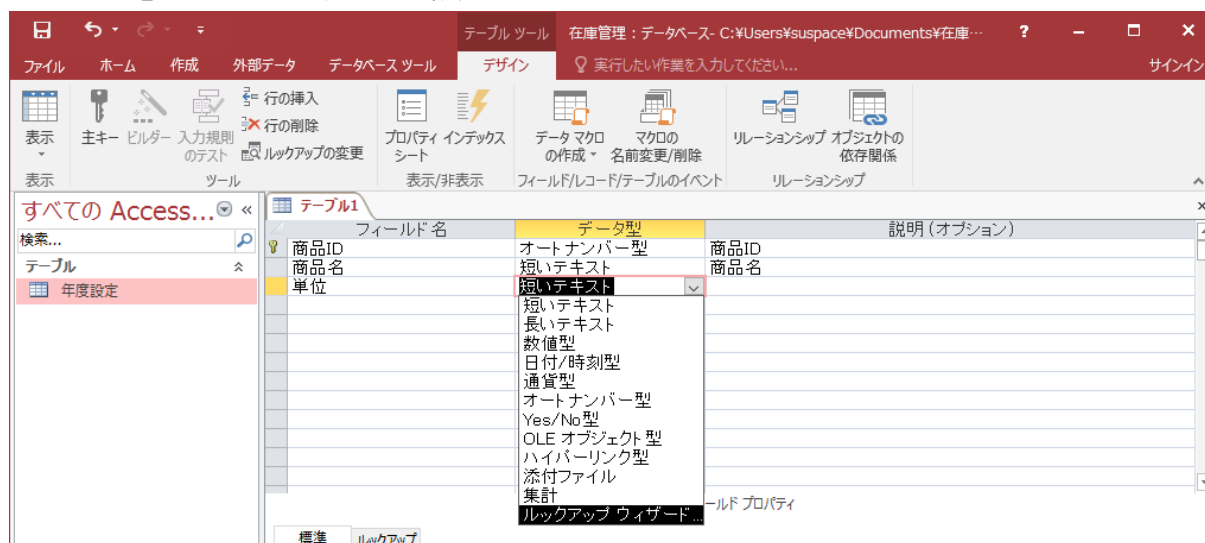 テーブル ツール 在庫管理：データベース- C:¥Users¥suspace¥Documents¥在庫… ?
ファイル ホーム 作成 外部データ データベース ツール デザイン 実行したい作業を入力してください... サインイン
表示 主キー ビルダー 入力規則のテスト 行の挿入 行の削除 ルックアップの変更 プロパティシート インデックス データ マクロの作成 マクロの名前変更/削除 リレーションシップ オブジェクトの依存関係
表示 ツール 表示/非表示 フィールド/レコード/テーブルのイベント リレーションシップ
すべての Access... « テーブル1
フィールド名 データ型 説明(オプション)
検索...
商品ID オートナンバー型 商品ID
テーブル 商品名 短いテキスト 商品名
年度設定 単位 短いテキスト
短いテキスト
長いテキスト
数値型
日付/時刻型
通貨型
オートナンバー型
Yes/No型
OLE オブジェクト型
ハイパーリンク型
添付ファイル
集計
ールド プロパティ
ルックアップ ウィザード...
標準 ルックアップ